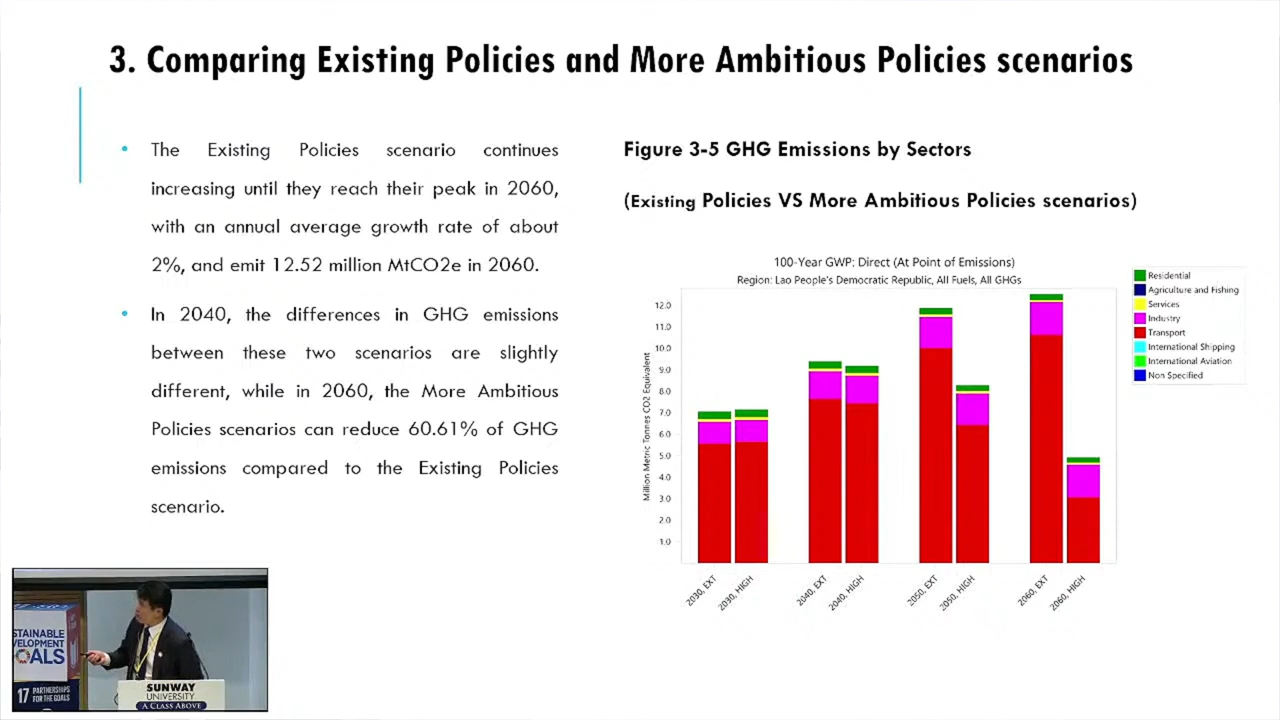 3. Comparing Existing Policies and More Ambitious Policies scenarios
• The Existing Policies scenario continues
increasing until they reach their peak in 2060,
with an annual average growth rate of about
2%, and emit 12.52 million MtCO2e in 2060.
• In 2040, the differences in GHG emissions
between these two scenarios are slightly
different, while in 2060, the More Ambitious
Policies scenarios can reduce 60.61% of GHG
emissions compared to the Existing Policies
scenario.
Figure 3-5 GHG Emissions by Sectors
(Existing Policies VS More Ambitious Policies scenarios)
100-Year GWP: Direct (At Point of Emissions)
Region: Lao People's Democratic Republic, All Fuels, All GHGs
Million Metric Tonnes CO2 Equivalent
12.0
11.0
10.0
9.0
8.0
7.0
6.0
5.0
4.0
3.0
2.0
1.0
2030, EXT
2030, HIGH
2040, EXT
2040, HIGH
2050, EXT
2050, HIGH
2060, EXT
2060, HIGH
Residential
Agriculture and Fishing
Services
Industry
Transport
International Shipping
International Aviation
Non Specified
STAINABLE
VELOPMENT
ALS
17 PARTNERSHIPS
FOR THE GOALS
SUNWAY
UNIVERSITY
A CLASS ABOVE